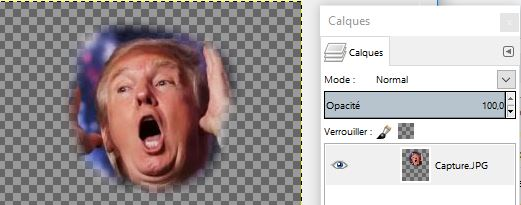 Calques
Calques
Mode : Normal
Opacité 100,0
Verrouiller :
Capture.JPG